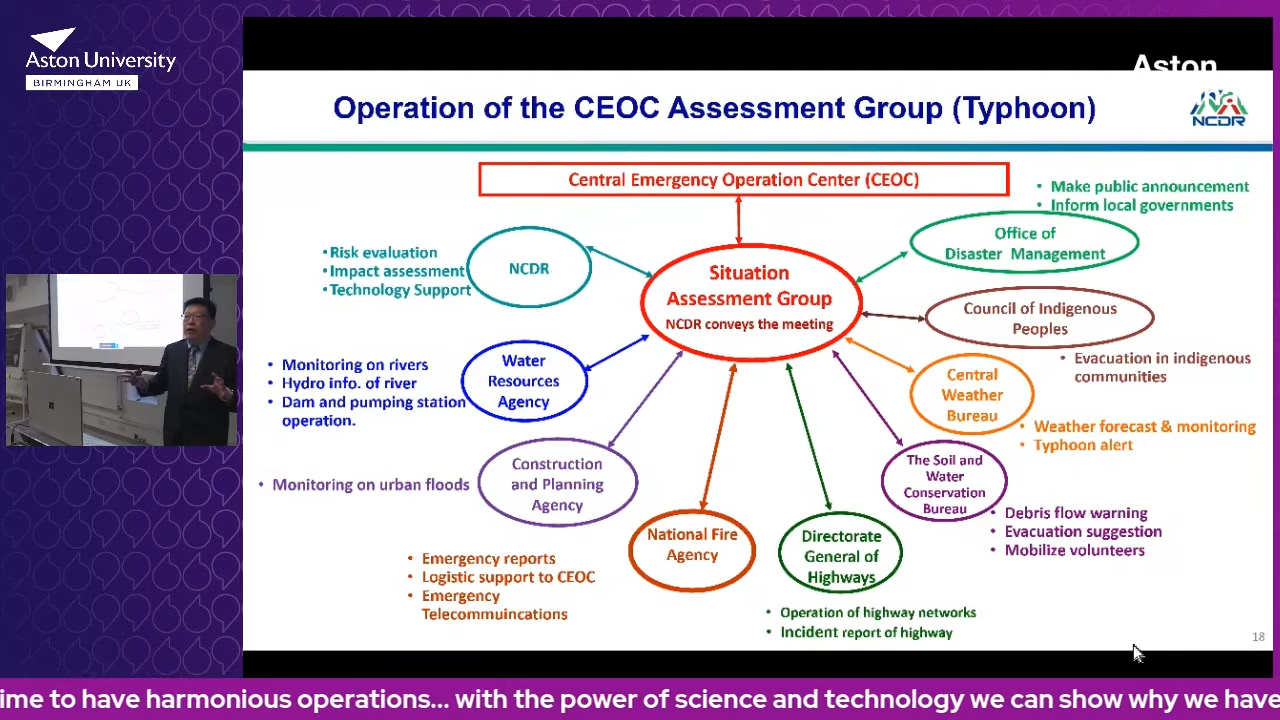 Aston University
BIRMINGHAM UK
Aston
Operation of the CEOC Assessment Group (Typhoon)
NCDR
Central Emergency Operation Center (CEOC)
• Make public announcement
• Inform local governments
Office of
Disaster Management
• Risk evaluation
• Impact assessment
• Technology Support
NCDR
Situation
Assessment Group
NCDR conveys the meeting
Council of Indigenous
Peoples
• Evacuation in indigenous
communities
• Monitoring on rivers
• Hydro info. of river
• Dam and pumping station
operation.
Water
Resources
Agency
Central
Weather
Bureau
• Weather forecast & monitoring
• Typhoon alert
• Monitoring on urban floods
Construction
and Planning
Agency
The Soil and
Water
Conservation
Bureau
• Debris flow warning
• Evacuation suggestion
• Mobilize volunteers
National Fire
Agency
• Emergency reports
• Logistic support to CEOC
• Emergency
Telecommuincations
Directorate
General of
Highways
• Operation of highway networks
• Incident report of highway
18
ime to have harmonious operations... with the power of science and technology we can show why we have